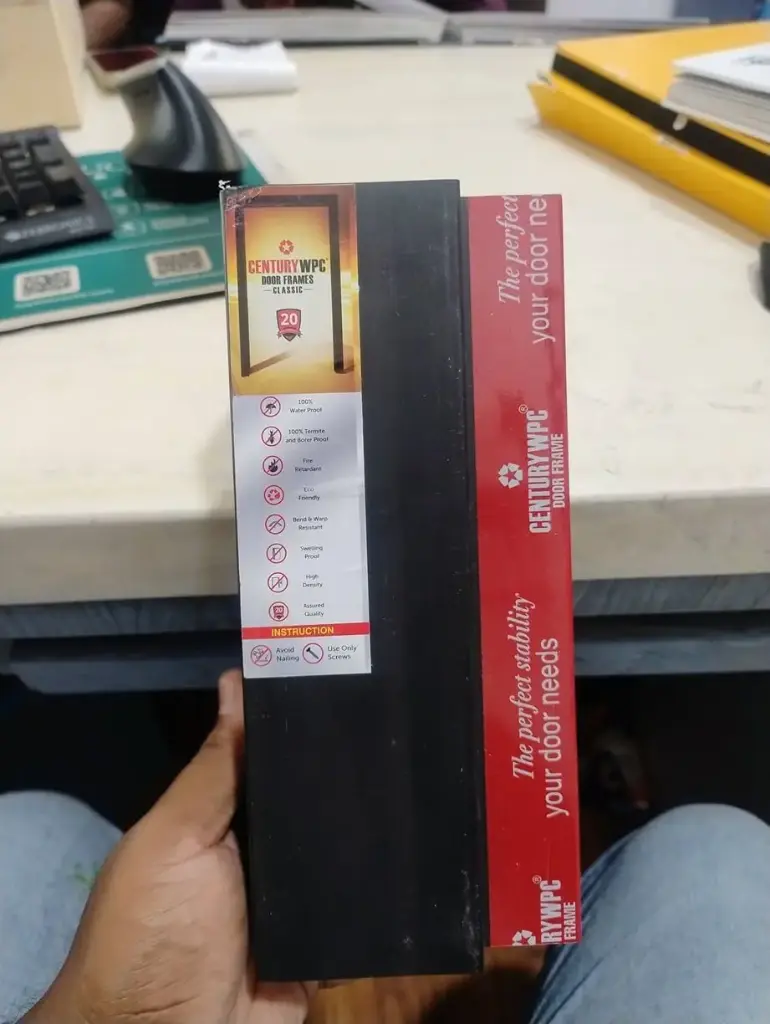 CENTURYWPC®
DOOR FRAMES
CLASSIC
20
100%
Water Proof
100% Termite
and Borer Proof
Fire
Retardant
Eco
Friendly
Bend & Warp
Resistant
Swelling
Proof
High
Density
20
Assured
Quality
INSTRUCTION
Avoid
Nailing
Use Only
Screws
The perfect
your door ne
CENTURYWPC®
DOOR FRAME
The perfect stability
your door needs
RYWPC®
FRAME